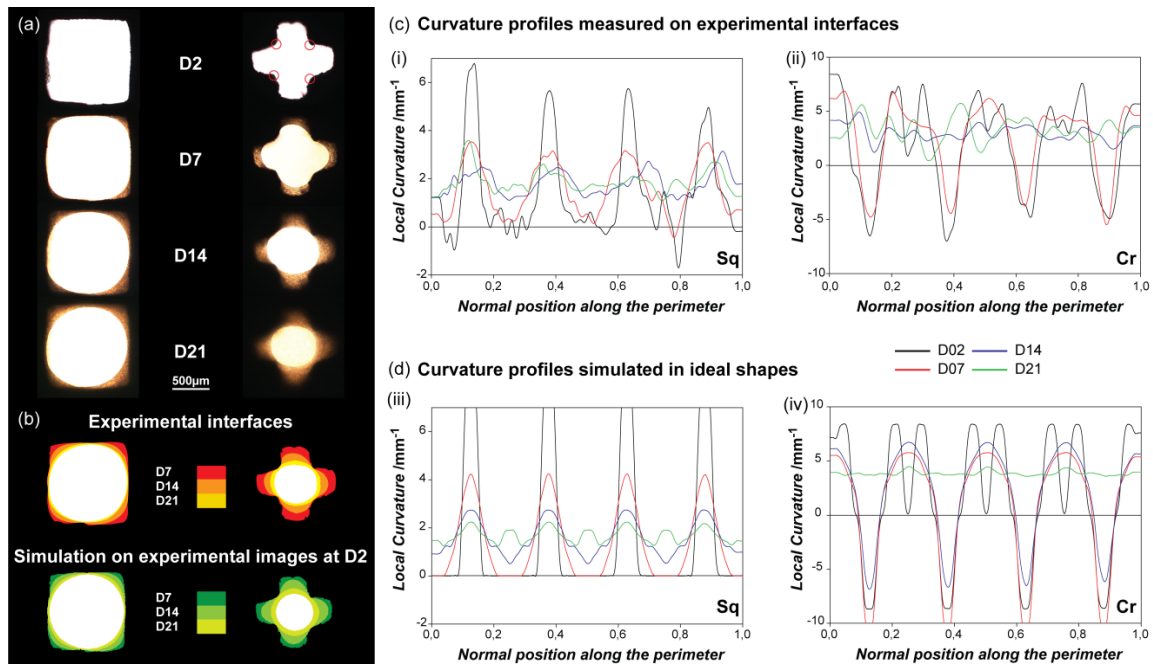 (a)
D2
D7
D14
D21
500µm
(b)
Experimental interfaces
D7
D14
D21
Simulation on experimental images at D2
D7
D14
D21
(c) Curvature profiles measured on experimental interfaces
(i)
Local Curvature /mm-1
6
4
2
0
-2
Sq
0,0 0,2 0,4 0,6 0,8 1,0
Normal position along the perimeter
(ii)
Local Curvature /mm-1
10
5
0
-5
-10
Cr
0,0 0,2 0,4 0,6 0,8 1,0
Normal position along the perimeter
D02 D14
D07 D21
(d) Curvature profiles simulated in ideal shapes
(iii)
Local Curvature /mm-1
6
4
2
0
-2
Sq
0,0 0,2 0,4 0,6 0,8 1,0
Normal position along the perimeter
(iv)
Local Curvature /mm-1
10
5
0
-5
-10
Cr
0,0 0,2 0,4 0,6 0,8 1,0
Normal position along the perimeter